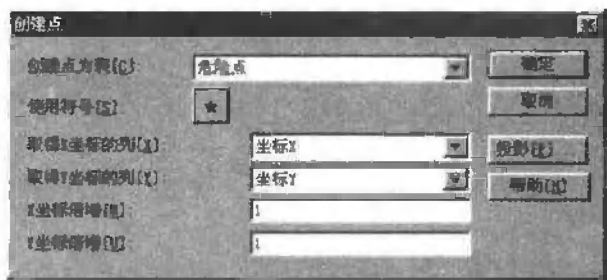 创建点
创建点为表(C): 危险点 确定
使用符号(S): ★ 取消
取得X坐标的列(X): 坐标X 投影(P)
取得Y坐标的列(Y): 坐标Y 帮助(H)
X坐标倍增 1
Y坐标倍增 1